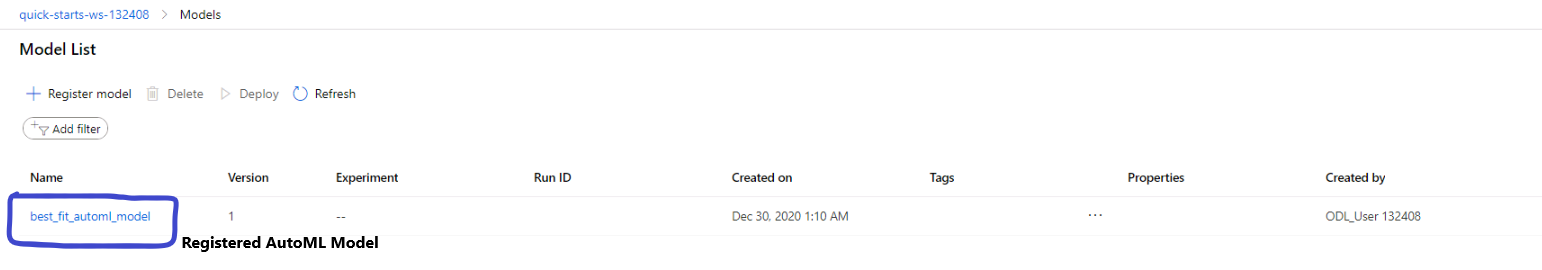 quick-starts-ws-132408 > Models
Model List
Register model Delete Deploy Refresh
Add filter
Name Version Experiment Run ID Created on Tags Properties Created by
best_fit_automl_model 1 -- Dec 30, 2020 1:10 AM ... ODL_User 132408
Registered AutoML Model